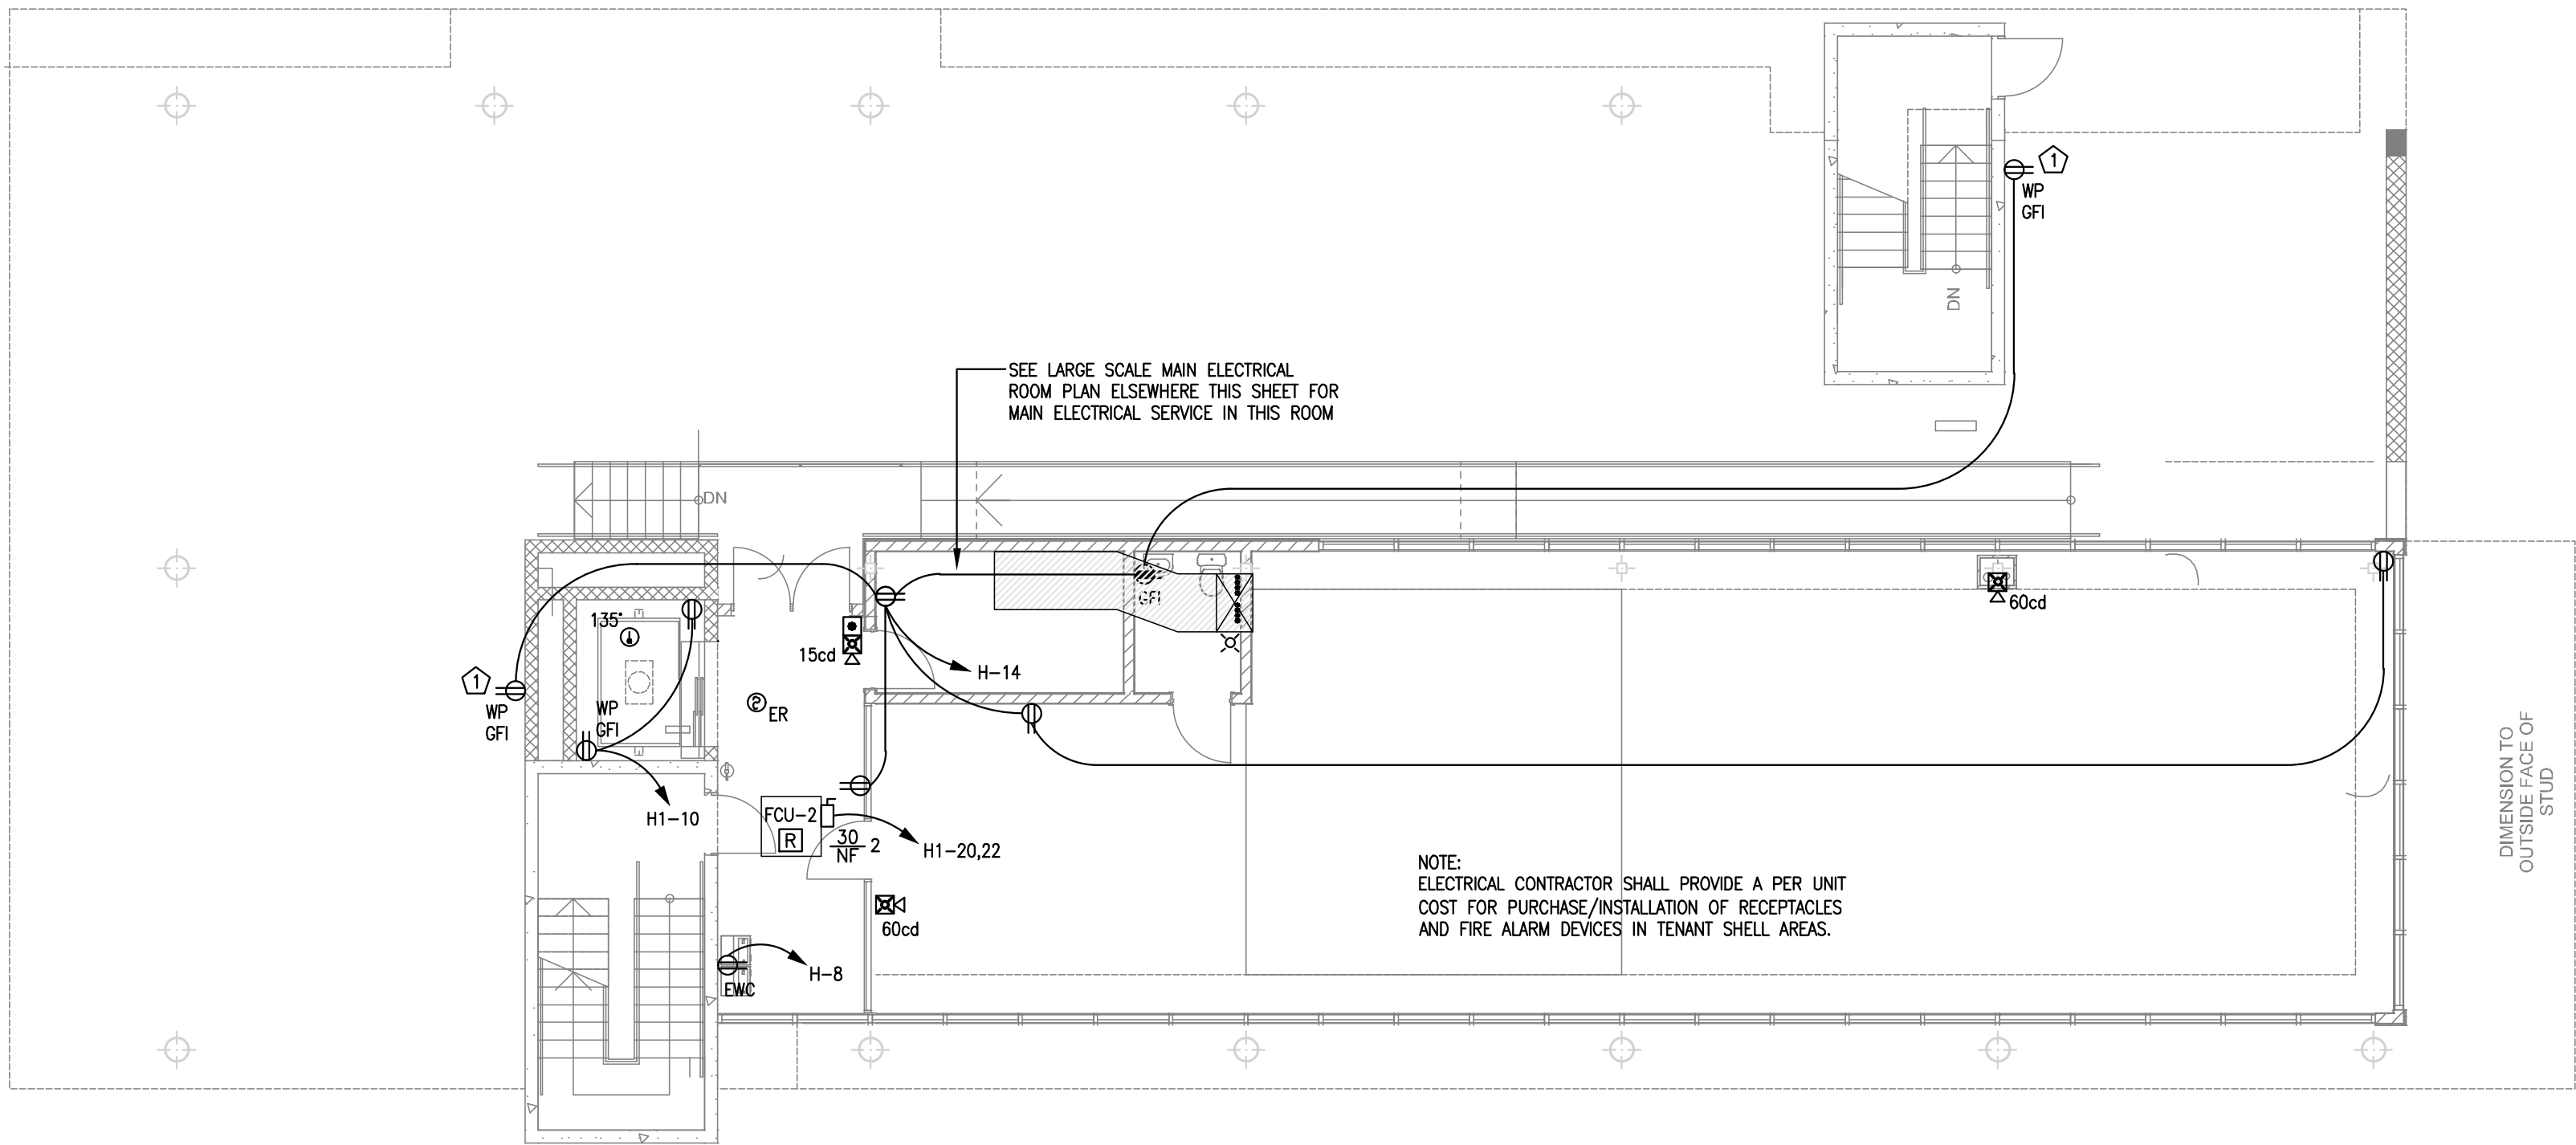 1
WP
GFI
DN
SEE LARGE SCALE MAIN ELECTRICAL
ROOM PLAN ELSEWHERE THIS SHEET FOR
MAIN ELECTRICAL SERVICE IN THIS ROOM
DN
GFI
60cd
135°
15cd
H-14
1
WP
GFI
WP
GFI
ER
H1-10
FCU-2
R
30
NF
2
H1-20,22
60cd
H-8
EWC
NOTE:
ELECTRICAL CONTRACTOR SHALL PROVIDE A PER UNIT
COST FOR PURCHASE/INSTALLATION OF RECEPTACLES
AND FIRE ALARM DEVICES IN TENANT SHELL AREAS.
DIMENSION TO
OUTSIDE FACE OF
STUD